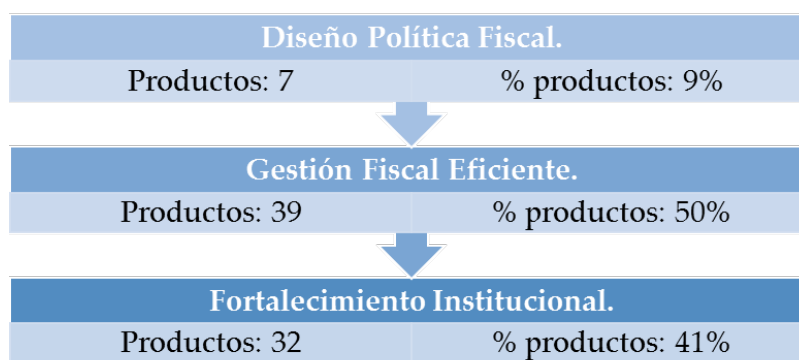 Diseño Política Fiscal.
Productos: 7 % productos: 9%
Gestión Fiscal Eficiente.
Productos: 39 % productos: 50%
Fortalecimiento Institucional.
Productos: 32 % productos: 41%